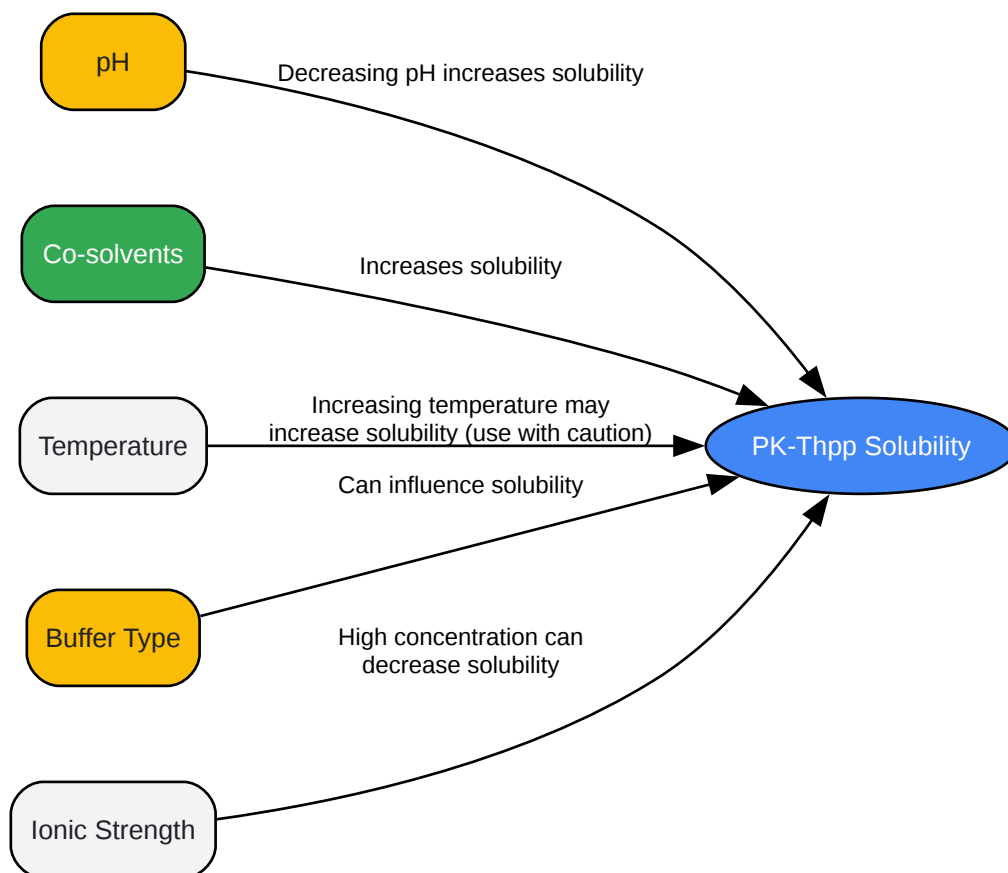 pH
Decreasing pH increases solubility
Co-solvents
Increases solubility
Temperature
Increasing temperature may
increase solubility (use with caution)
PK-Thpp Solubility
Can influence solubility
Buffer Type
High concentration can
decrease solubility
Ionic Strength